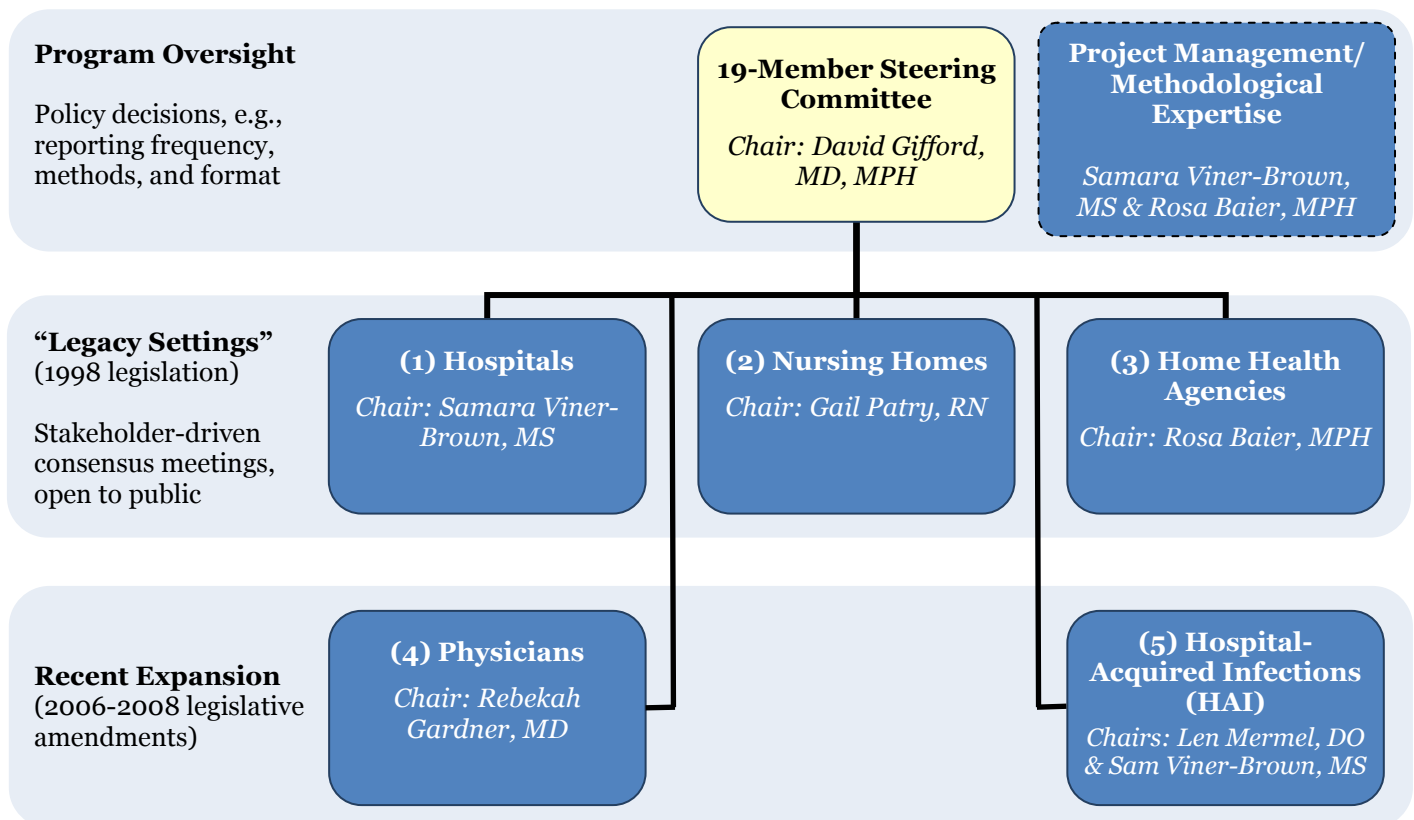 Program Oversight
Policy decisions, e.g.,
reporting frequency,
methods, and format
19-Member Steering
Committee
Chair: David Gifford,
MD, MPH
Project Management/
Methodological
Expertise
Samara Viner-Brown,
MS & Rosa Baier, MPH
“Legacy Settings”
(1998 legislation)
Stakeholder-driven
consensus meetings,
open to public
(1) Hospitals
Chair: Samara Viner-
Brown, MS
(2) Nursing Homes
Chair: Gail Patry, RN
(3) Home Health
Agencies
Chair: Rosa Baier, MPH
Recent Expansion
(2006-2008 legislative
amendments)
(4) Physicians
Chair: Rebekah
Gardner, MD
(5) Hospital-
Acquired Infections
(HAI)
Chairs: Len Mermel, DO
& Sam Viner-Brown, MS